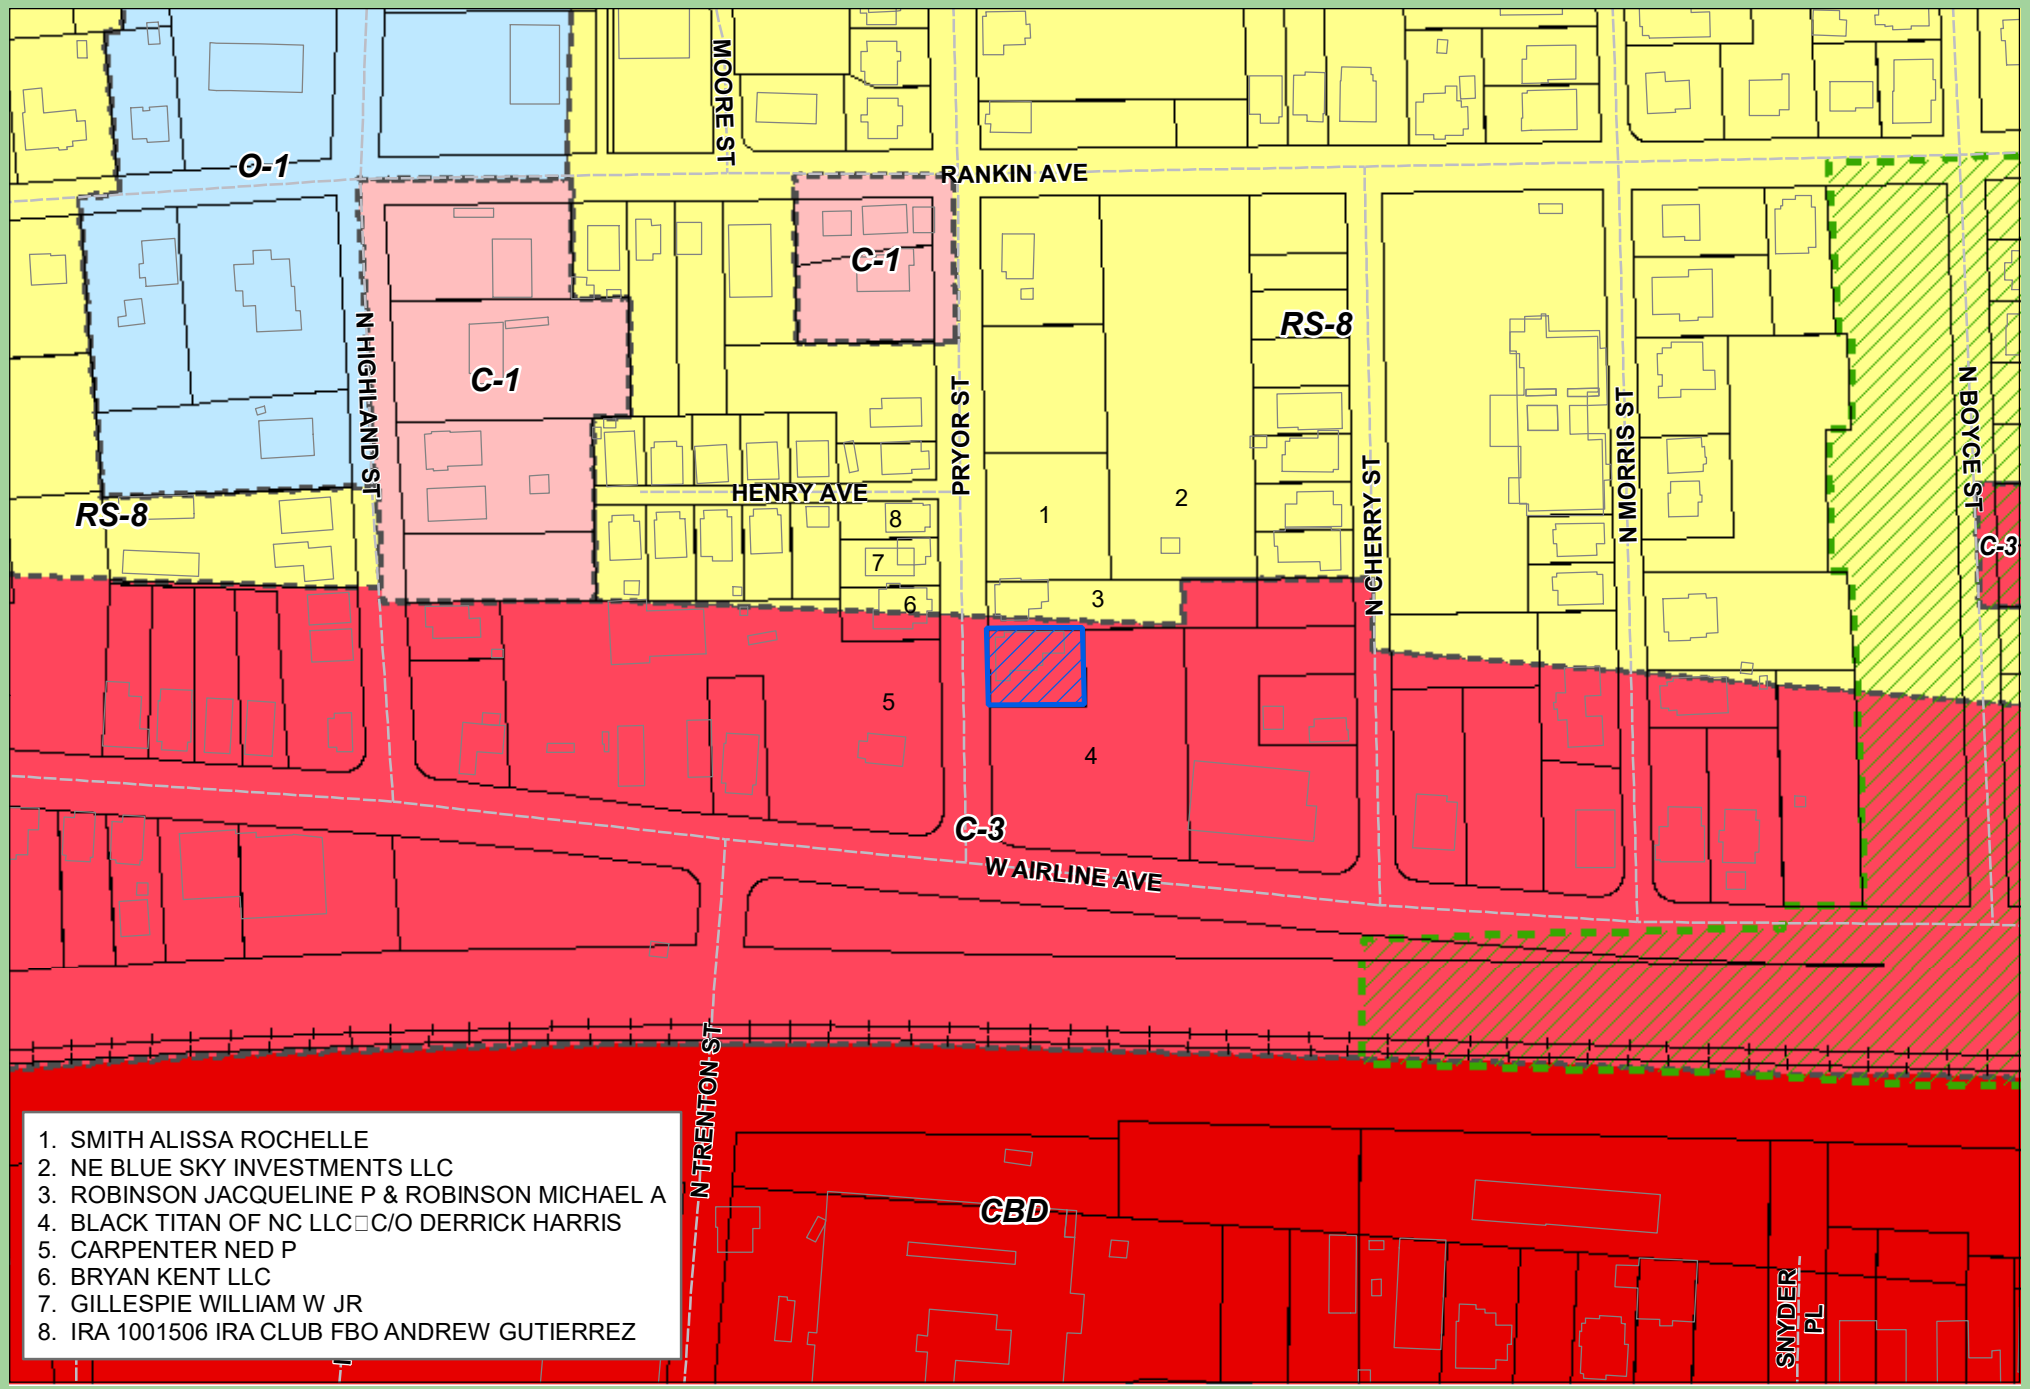 MOORE ST
O-1
RANKIN AVE
C-1
RS-8
N HIGHLAND ST
C-1
PRYOR ST
N CHERRY ST
N MORRIS ST
N BOYCE ST
HENRY AVE
RS-8
1
2
8
7
6
3
C-3
5
4
C-3
W AIRLINE AVE
N TRENTON ST
CBD
SNYDER
PL
1. SMITH ALISSA ROCHELLE
2. NE BLUE SKY INVESTMENTS LLC
3. ROBINSON JACQUELINE P & ROBINSON MICHAEL A
4. BLACK TITAN OF NC LLC□C/O DERRICK HARRIS
5. CARPENTER NED P
6. BRYAN KENT LLC
7. GILLESPIE WILLIAM W JR
8. IRA 1001506 IRA CLUB FBO ANDREW GUTIERREZ